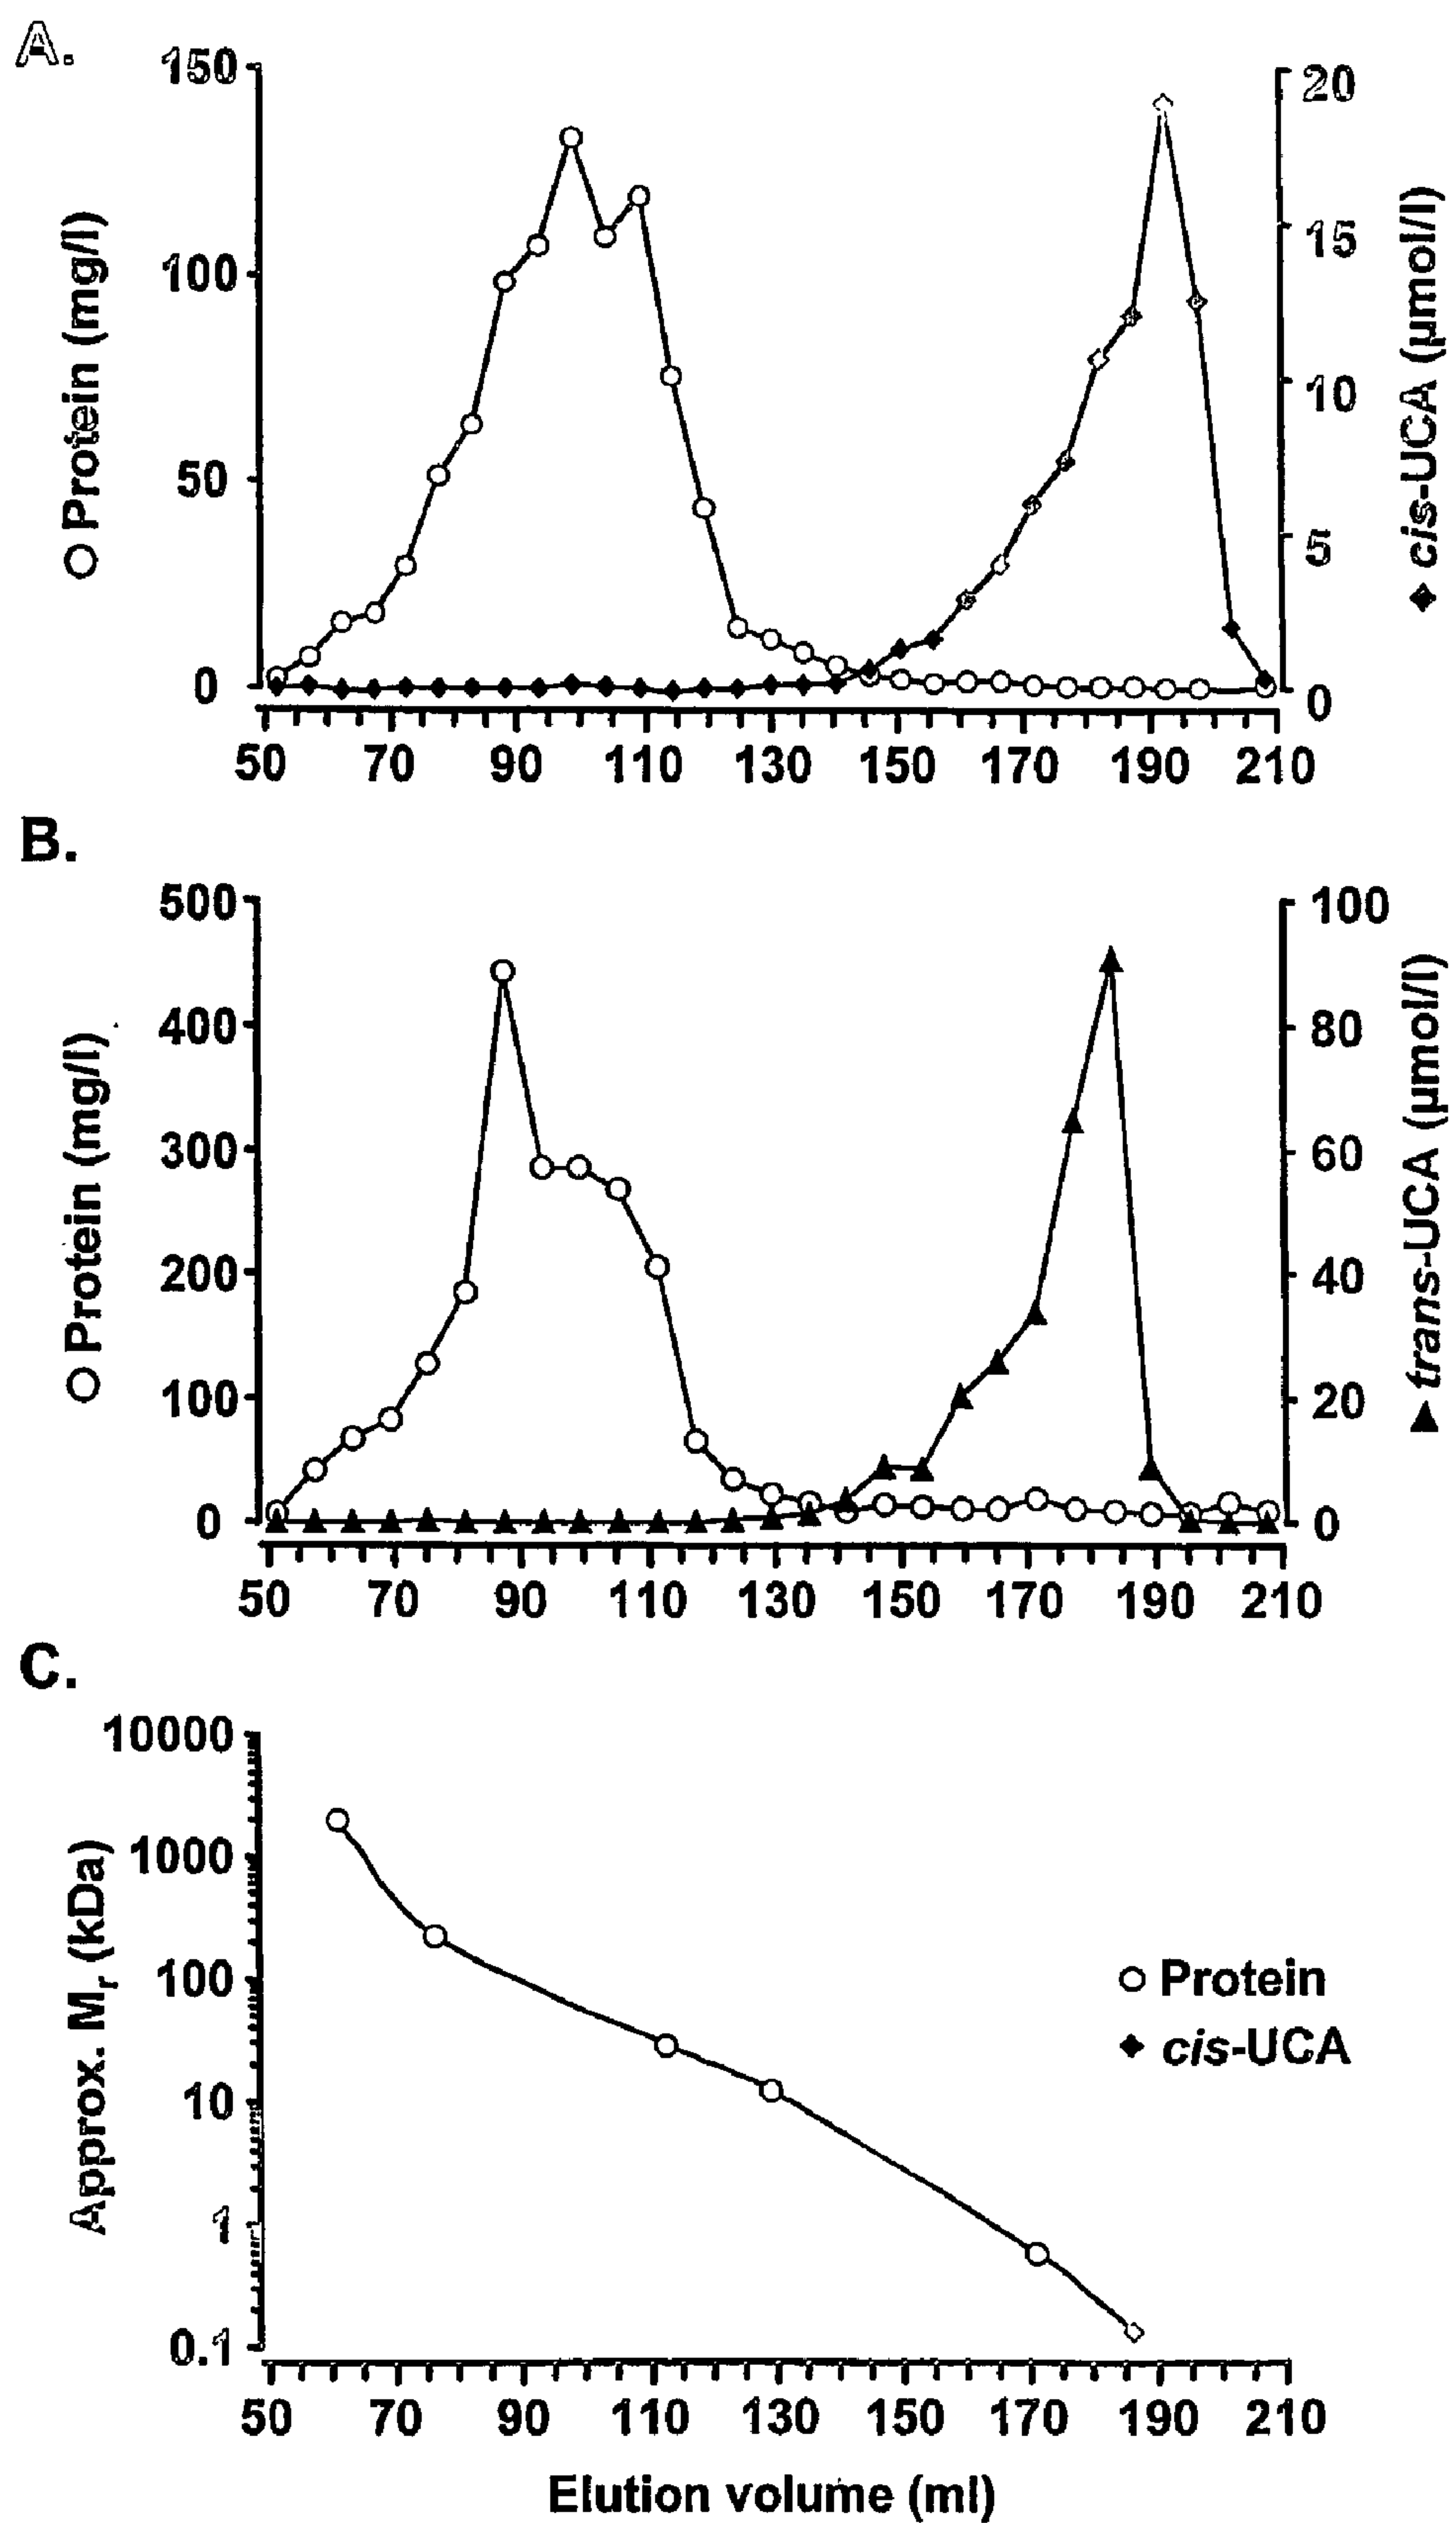 A.
150
100
50
0
○ Protein (mg/l)
20
15
10
5
0
◆ cis-UCA (µmol/l)
50 70 90 110 130 150 170 190 210
B.
500
400
300
200
100
0
○ Protein (mg/l)
100
80
60
40
20
0
▲ trans-UCA (µmol/l)
50 70 90 110 130 150 170 190 210
C.
10000
1000
100
10
1
0.1
Approx. Mr (kDa)
○ Protein
◆ cis-UCA
50 70 90 110 130 150 170 190 210
Elution volume (ml)